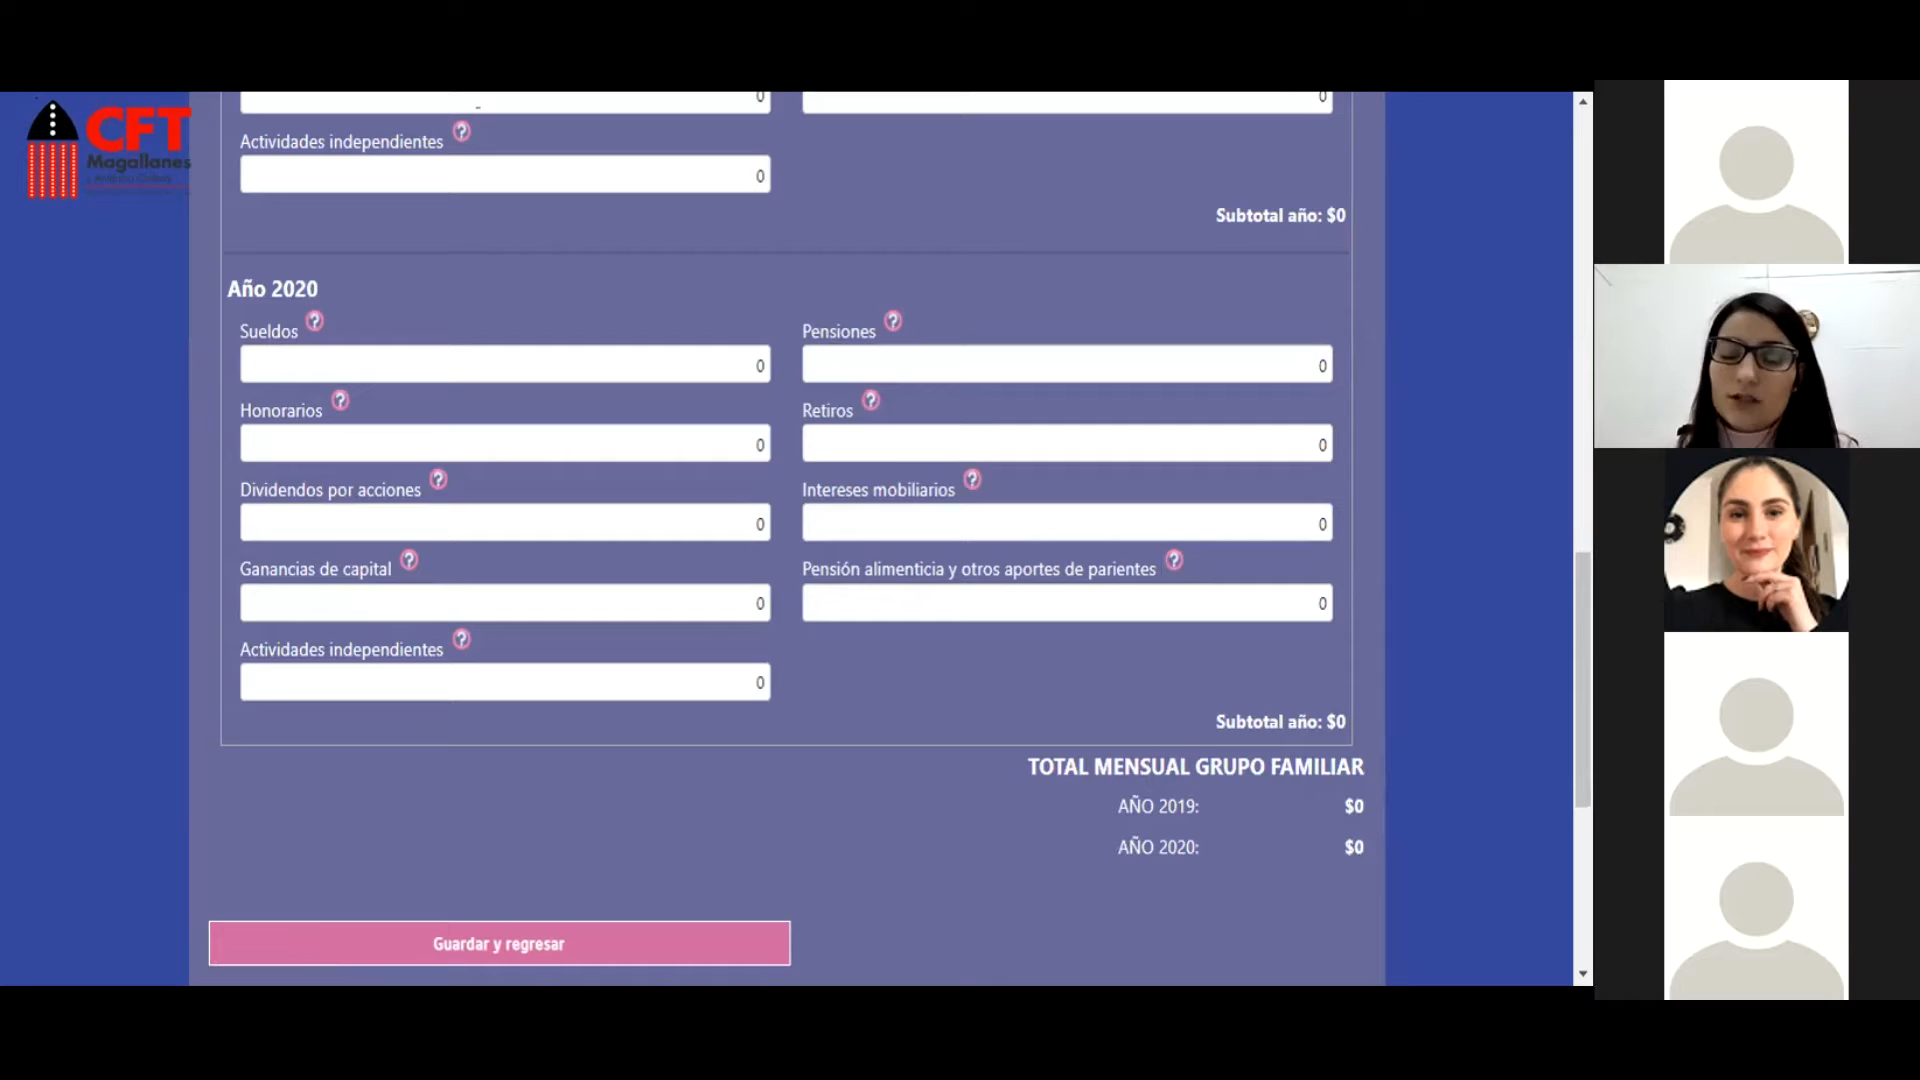 CFT
Magallanes
0
0
Actividades independientes ?
0
Subtotal año: $0
Año 2020
Sueldos ?
Pensiones ?
0
0
Honorarios ?
Retiros ?
0
0
Dividendos por acciones ?
Intereses mobiliarios ?
0
0
Ganancias de capital ?
Pensión alimenticia y otros aportes de parientes ?
0
0
Actividades independientes ?
0
Subtotal año: $0
TOTAL MENSUAL GRUPO FAMILIAR
AÑO 2019: $0
AÑO 2020: $0
Guardar y regresar